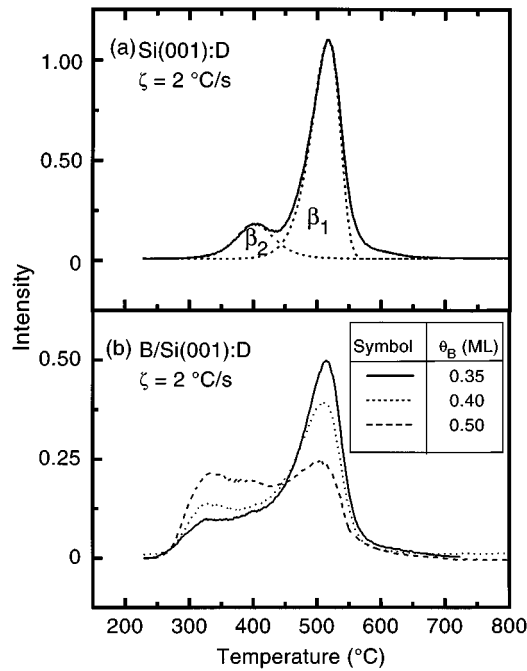 (a) Si(001):D
ζ = 2 °C/s
1.00
0.50
0
β2
β1
Intensity
(b) B/Si(001):D
ζ = 2 °C/s
Symbol θB (ML)
0.35
0.40
0.50
0.50
0.25
0
200 300 400 500 600 700 800
Temperature (°C)